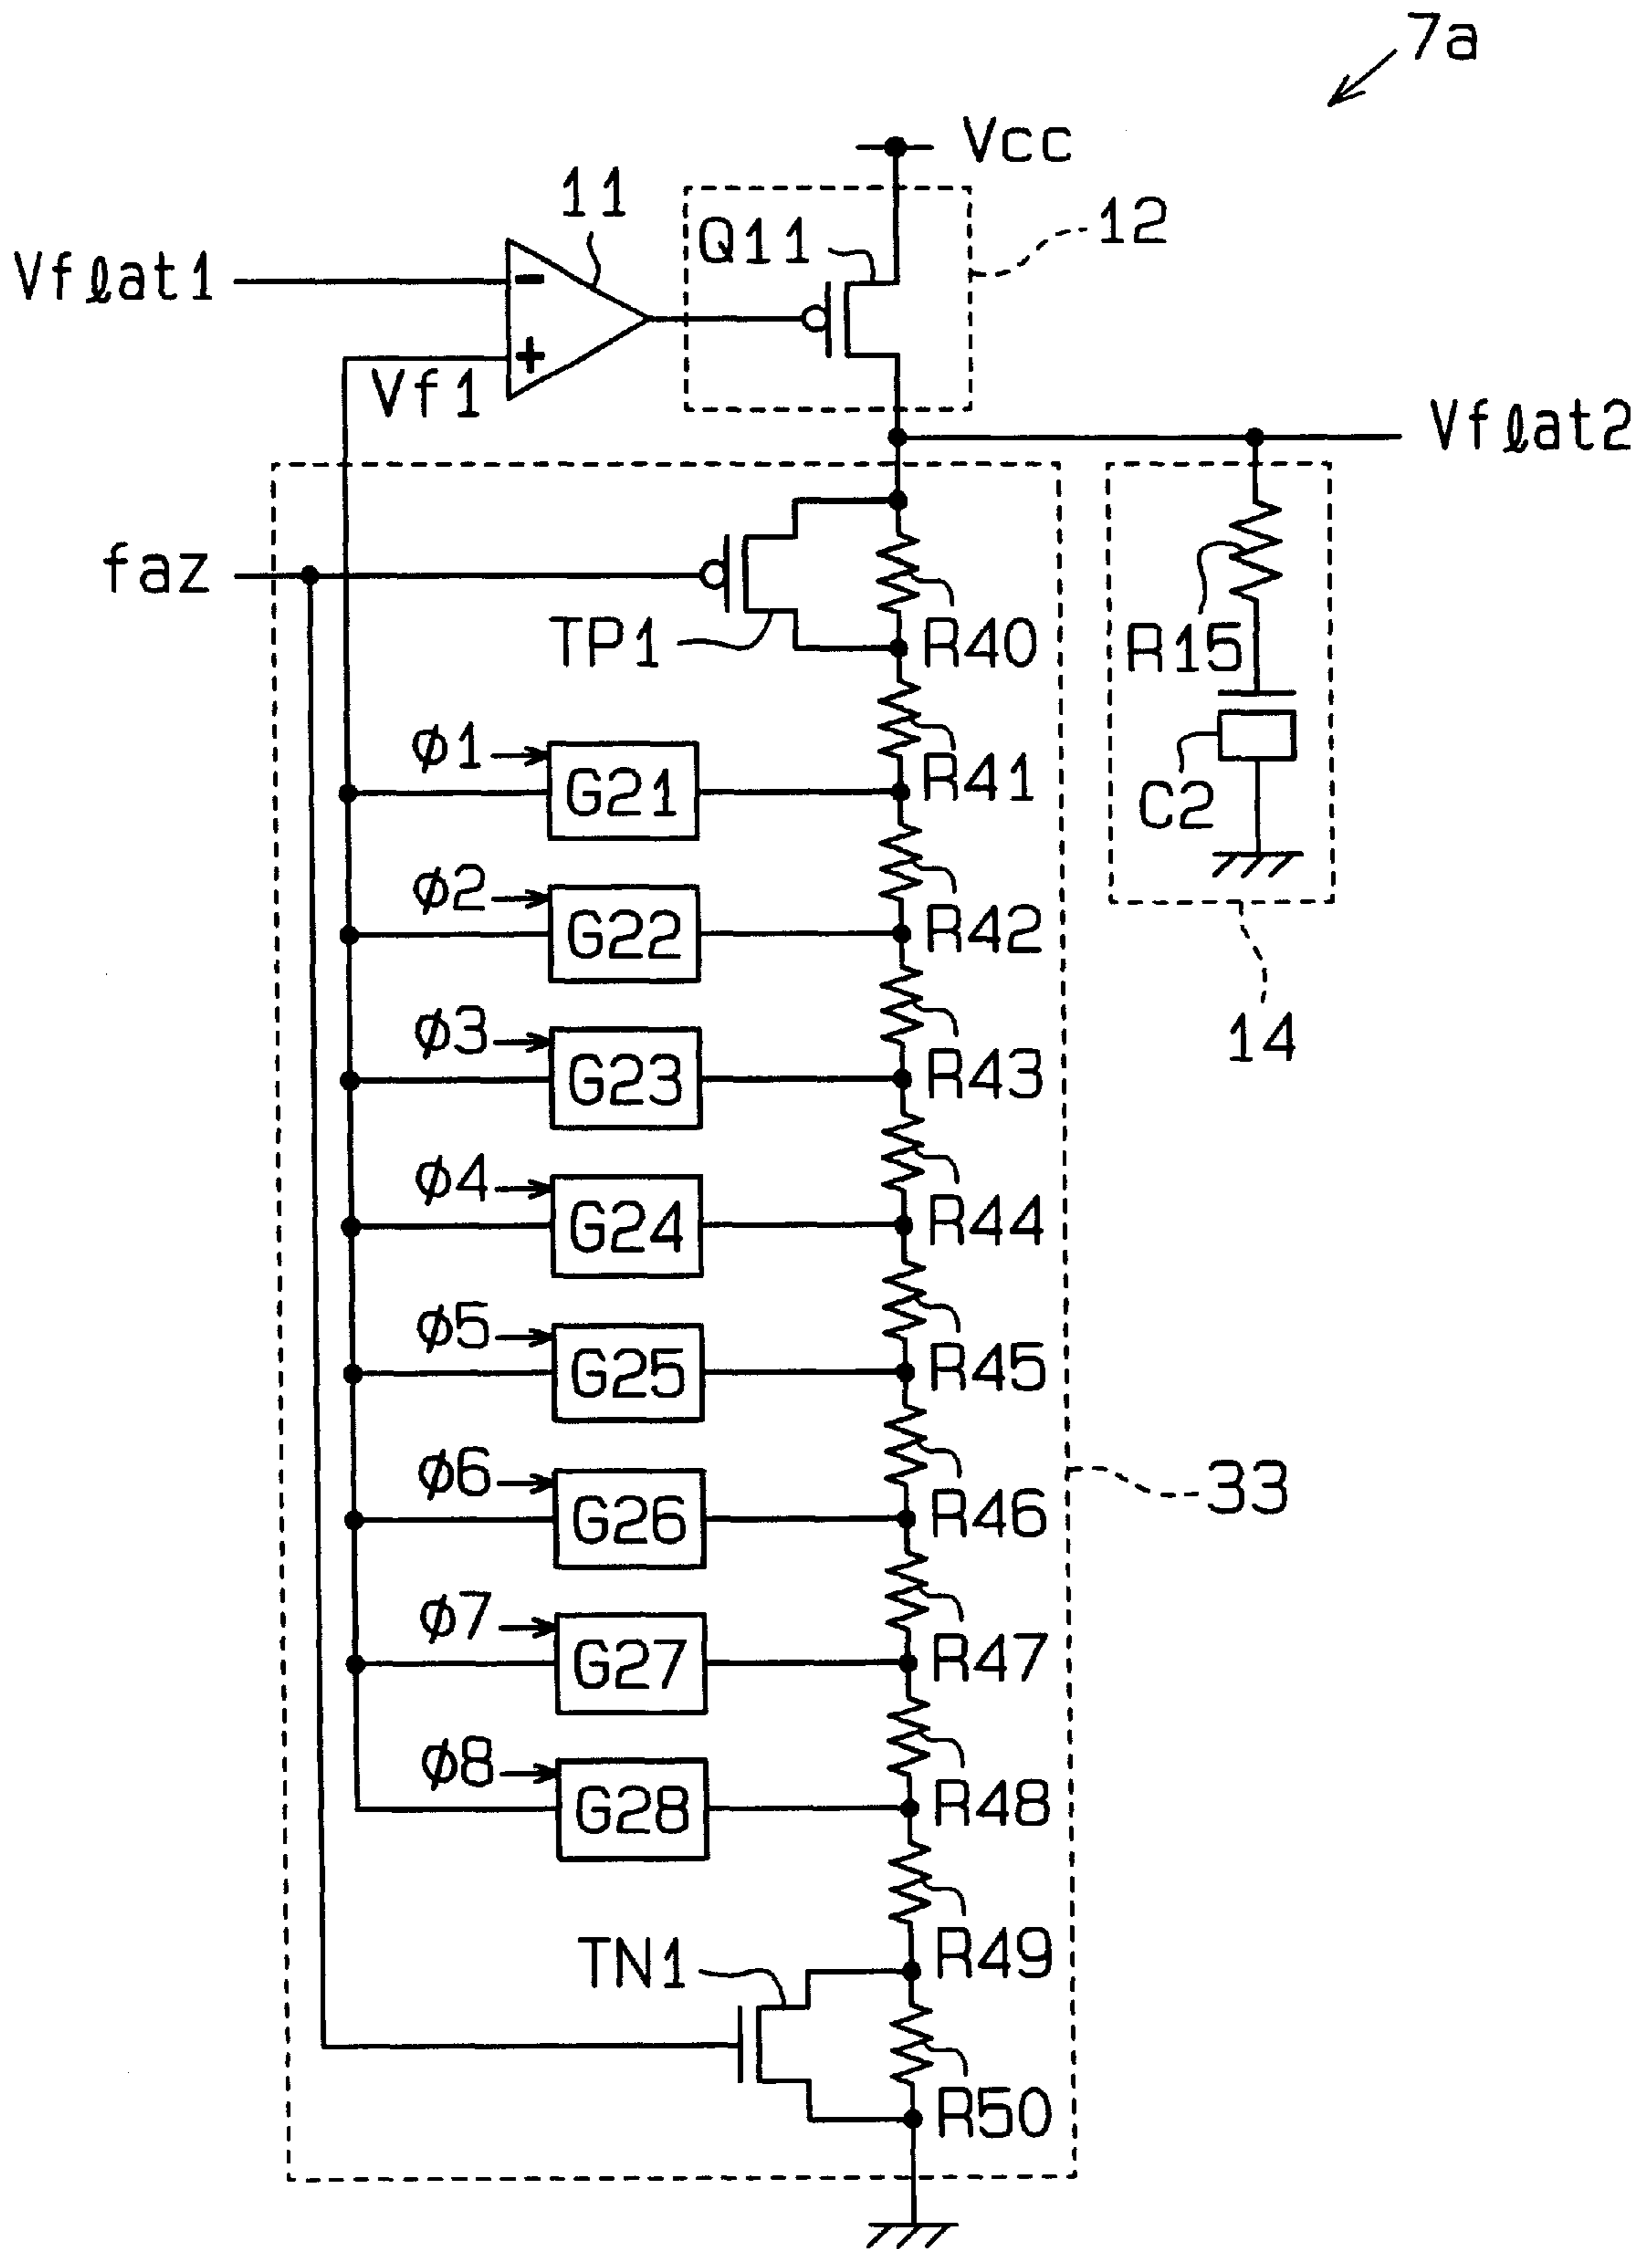 7a
Vcc
11
Q11
12
Vflat1
-
+
Vf1
Vflat2
faz
TP1
R40
R15
C2
14
ϕ1
G21
R41
ϕ2
G22
R42
ϕ3
G23
R43
ϕ4
G24
R44
ϕ5
G25
R45
ϕ6
G26
R46
33
ϕ7
G27
R47
ϕ8
G28
R48
TN1
R49
R50